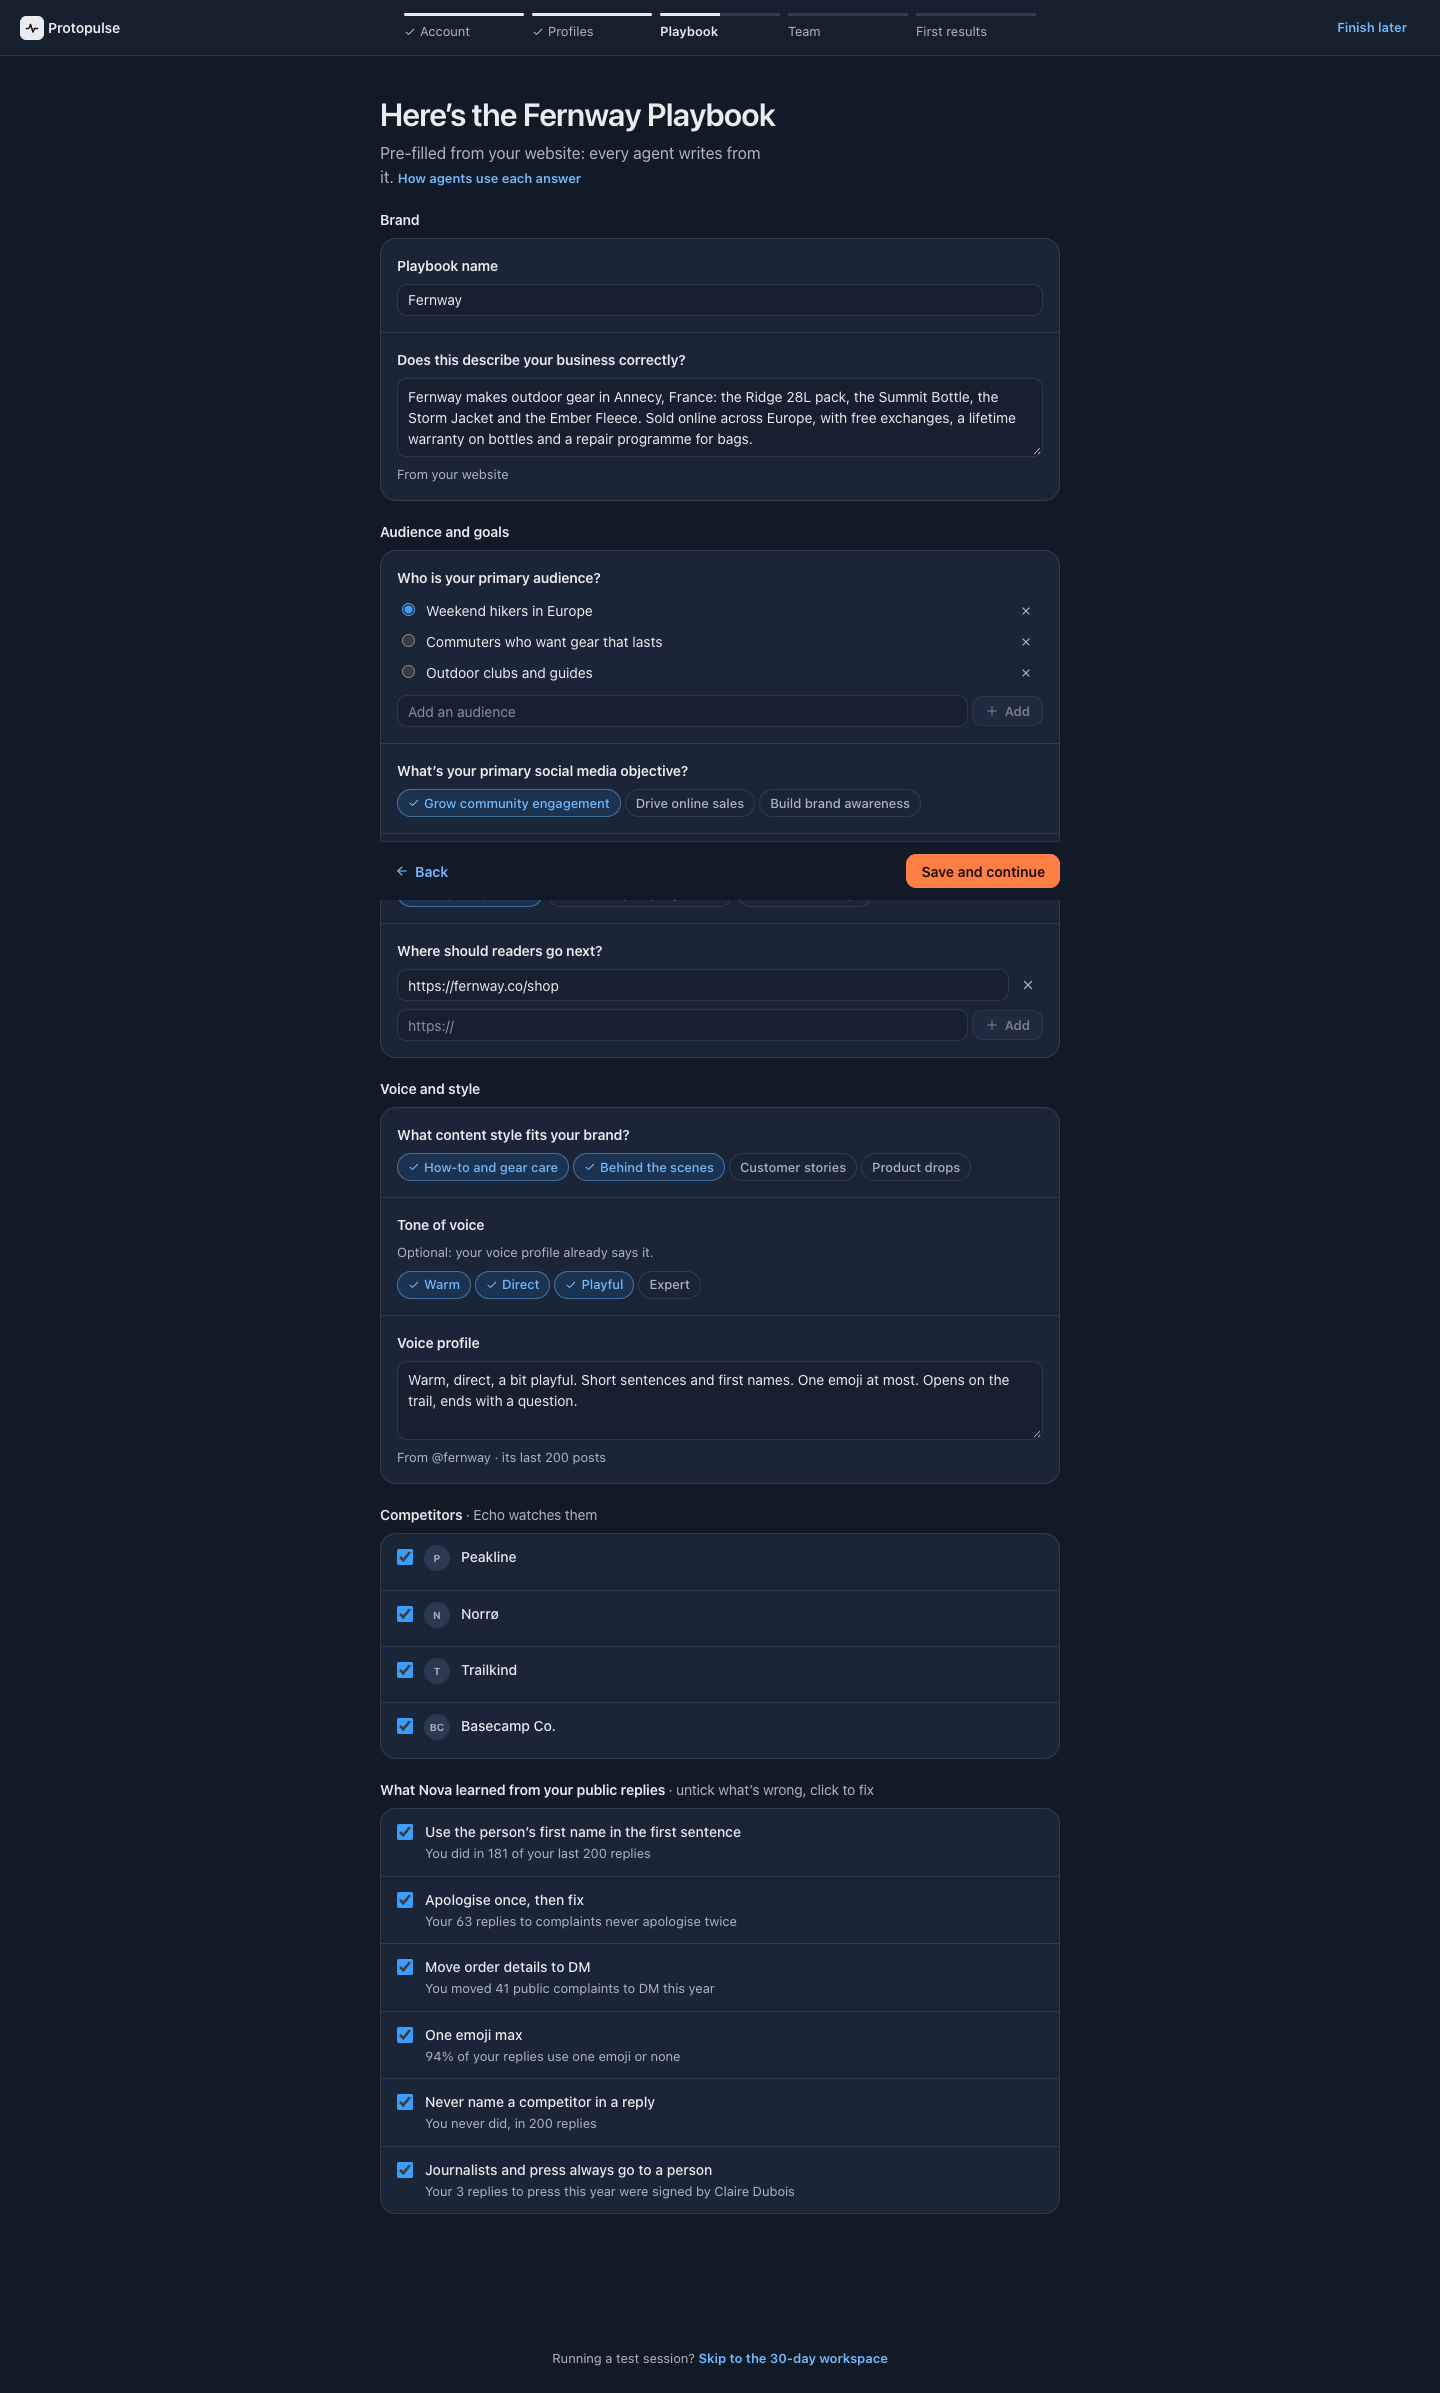 Protopulse
Account
Profiles
Playbook
Team
First results
Finish later
Here’s the Fernway Playbook
Pre-filled from your website: every agent writes from
it. How agents use each answer
Brand
Playbook name
Fernway
Does this describe your business correctly?
Fernway makes outdoor gear in Annecy, France: the Ridge 28L pack, the Summit Bottle, the
Storm Jacket and the Ember Fleece. Sold online across Europe, with free exchanges, a lifetime
warranty on bottles and a repair programme for bags.
From your website
Audience and goals
Who is your primary audience?
Weekend hikers in Europe
Commuters who want gear that lasts
Outdoor clubs and guides
Add an audience
Add
What’s your primary social media objective?
Grow community engagement
Drive online sales
Build brand awareness
Back
Save and continue
Where should readers go next?
https://fernway.co/shop
https://
Add
Voice and style
What content style fits your brand?
How-to and gear care
Behind the scenes
Customer stories
Product drops
Tone of voice
Optional: your voice profile already says it.
Warm
Direct
Playful
Expert
Voice profile
Warm, direct, a bit playful. Short sentences and first names. One emoji at most. Opens on the
trail, ends with a question.
From @fernway · its last 200 posts
Competitors · Echo watches them
P
Peakline
N
Norrø
T
Trailkind
BC
Basecamp Co.
What Nova learned from your public replies · untick what’s wrong, click to fix
Use the person’s first name in the first sentence
You did in 181 of your last 200 replies
Apologise once, then fix
Your 63 replies to complaints never apologise twice
Move order details to DM
You moved 41 public complaints to DM this year
One emoji max
94% of your replies use one emoji or none
Never name a competitor in a reply
You never did, in 200 replies
Journalists and press always go to a person
Your 3 replies to press this year were signed by Claire Dubois
Running a test session? Skip to the 30-day workspace